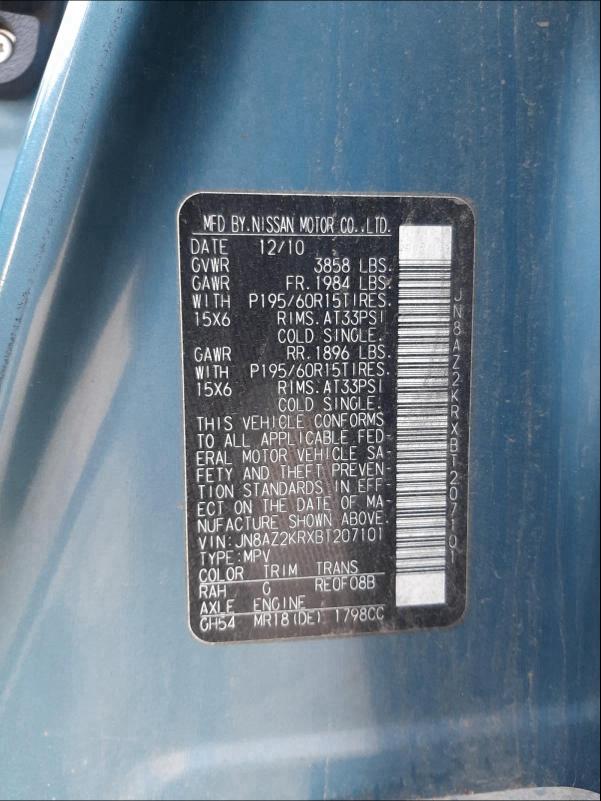 MFD BY.NISSAN MOTOR CO.,LTD.
DATE 12/10
GVWR 3858 LBS.
GAWR FR.1984 LBS.
WITH P195/60R15TIRES.
15X6 RIMS.AT33PSI
COLD SINGLE.
GAWR RR.1896 LBS.
WITH P195/60R15TIRES.
15X6 RIMS.AT33PSI
COLD SINGLE.
THIS VEHICLE CONFORMS
TO ALL APPLICABLE FED-
ERAL MOTOR VEHICLE SA-
FETY AND THEFT PREVEN-
TION STANDARDS IN EFF-
ECT ON THE DATE OF MA-
NUFACTURE SHOWN ABOVE.
VIN:JN8AZ2KRXBT207101
TYPE:MPV
COLOR TRIM TRANS
RAH G RE0F08B
AXLE ENGINE
GH54 MR18(DE) 1798CC
JN8AZ2KRXBT207101